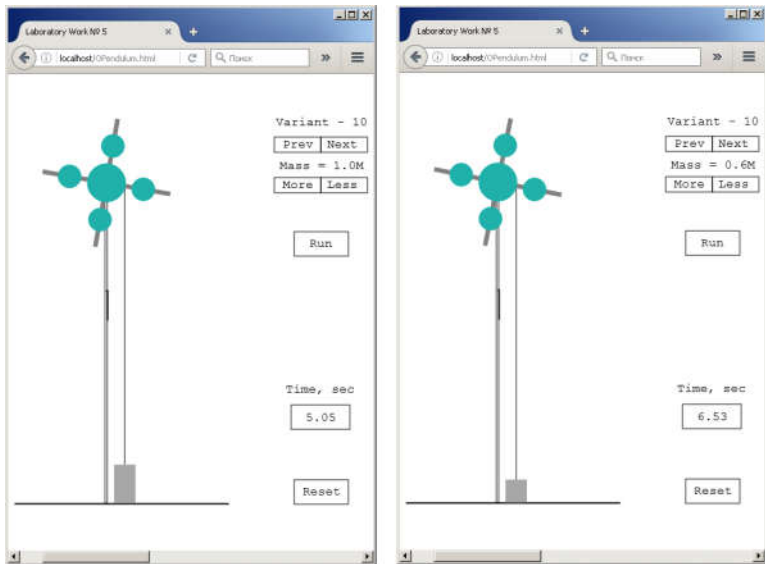 Laboratory Work № 5
localhost/0Pendulum.html
Поиск
Variant - 10
Prev Next
Mass = 1.0M
More Less
Run
Time, sec
5.05
Reset
Laboratory Work № 5
localhost/0Pendulum.html
Поиск
Variant - 10
Prev Next
Mass = 0.6M
More Less
Run
Time, sec
6.53
Reset